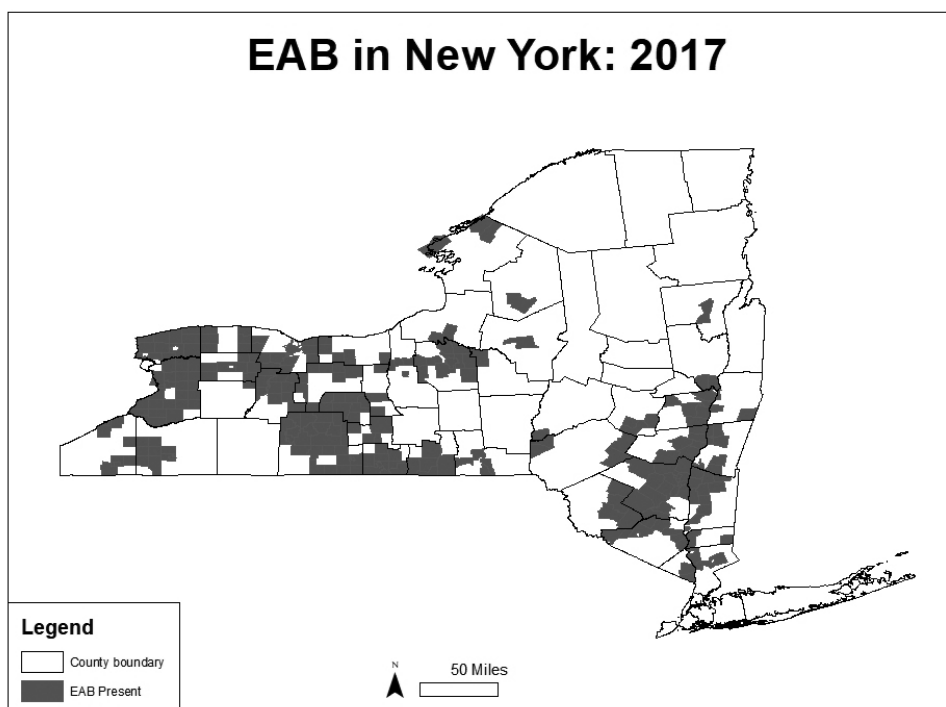 EAB in New York: 2017
Legend
County boundary
EAB Present
N
50 Miles